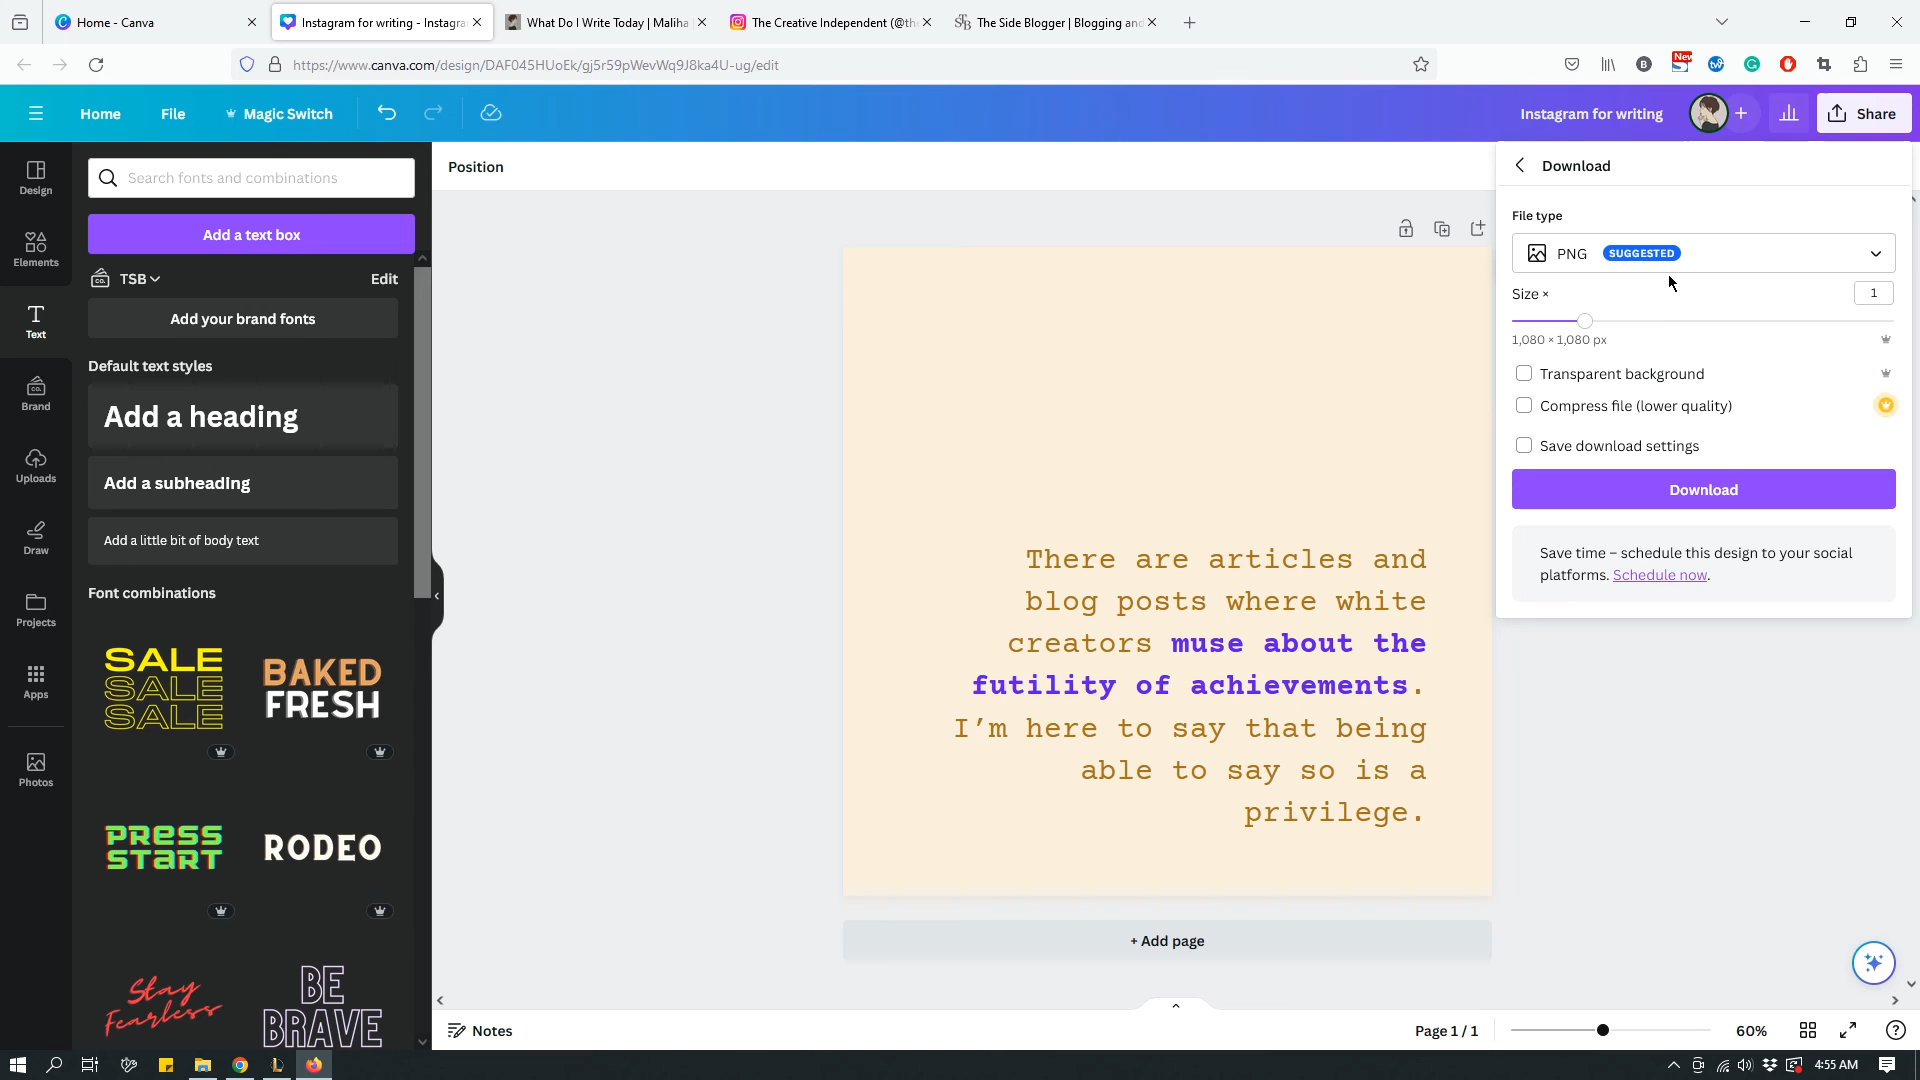 Home - Canva
Instagram for writing - Instagra
What Do I Write Today | Maliha
The Creative Independent (@the
The Side Blogger | Blogging and
https://www.canva.com/design/DAF045HUoEk/gj5r59pWevWq9J8ka4U-ug/edit
New
Home
File
Magic Switch
Instagram for writing
Share
Design
Elements
Text
Brand
Uploads
Draw
Projects
Apps
Photos
Search fonts and combinations
Add a text box
TSB
Edit
Add your brand fonts
Default text styles
Add a heading
Add a subheading
Add a little bit of body text
Font combinations
SALE
SALE
SALE
BAKED
FRESH
PRESS
START
RODEO
Stay
Fearless
BE
BRAVE
Position
There are articles and
blog posts where white
creators muse about the
futility of achievements.
I’m here to say that being
able to say so is a
privilege.
+ Add page
Download
File type
PNG SUGGESTED
Size ×
1
1,080 × 1,080 px
Transparent background
Compress file (lower quality)
Save download settings
Download
Save time – schedule this design to your social
platforms. Schedule now.
Notes
Page 1 / 1
60%
4:55 AM